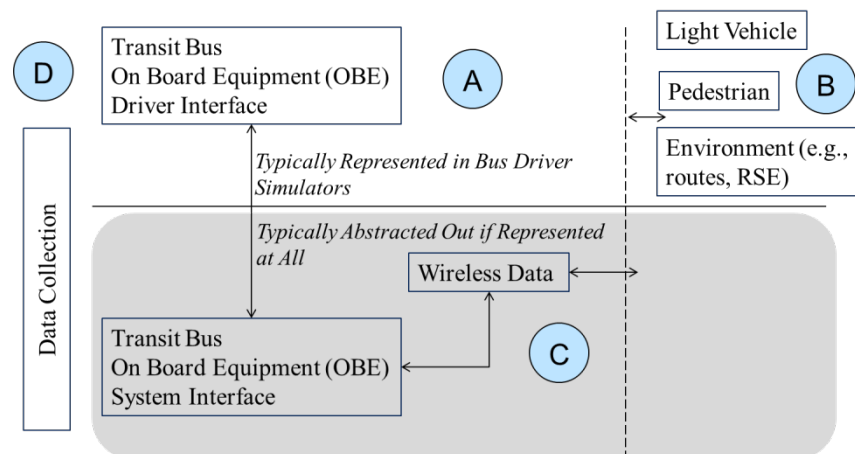 D
Transit Bus
On Board Equipment (OBE)
Driver Interface
A
Light Vehicle
Pedestrian
B
Environment (e.g.,
routes, RSE)
Typically Represented in Bus Driver
Simulators
Data Collection
Typically Abstracted Out if Represented
at All
Wireless Data
Transit Bus
On Board Equipment (OBE)
System Interface
C